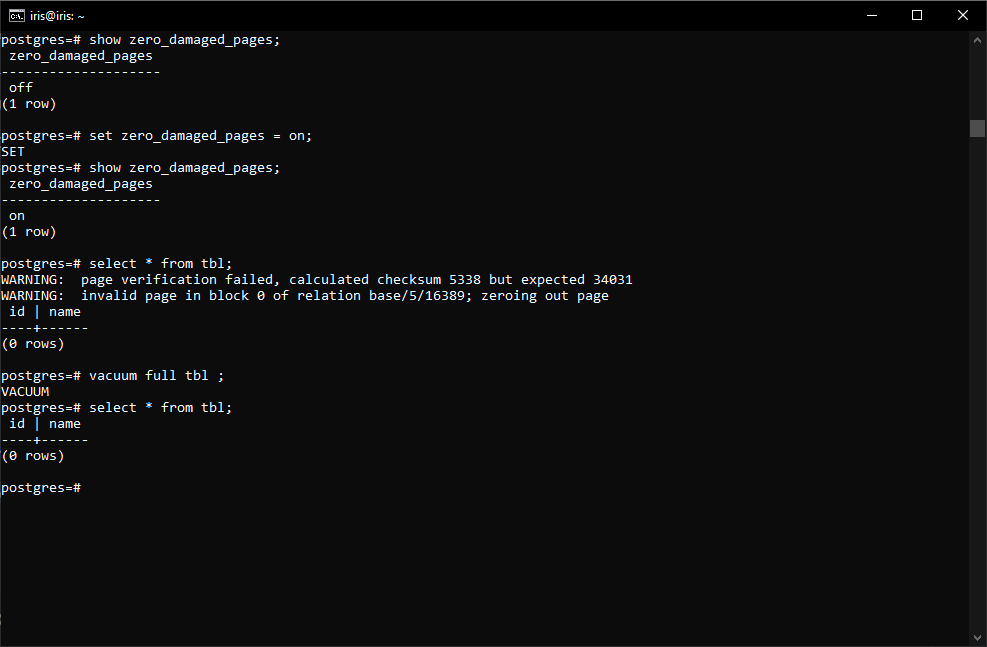 iris@iris: ~
postgres=# show zero_damaged_pages;
 zero_damaged_pages
--------------------
 off
(1 row)

postgres=# set zero_damaged_pages = on;
SET
postgres=# show zero_damaged_pages;
 zero_damaged_pages
--------------------
 on
(1 row)

postgres=# select * from tbl;
WARNING:  page verification failed, calculated checksum 5338 but expected 34031
WARNING:  invalid page in block 0 of relation base/5/16389; zeroing out page
 id | name
----+------
(0 rows)

postgres=# vacuum full tbl ;
VACUUM
postgres=# select * from tbl;
 id | name
----+------
(0 rows)

postgres=#